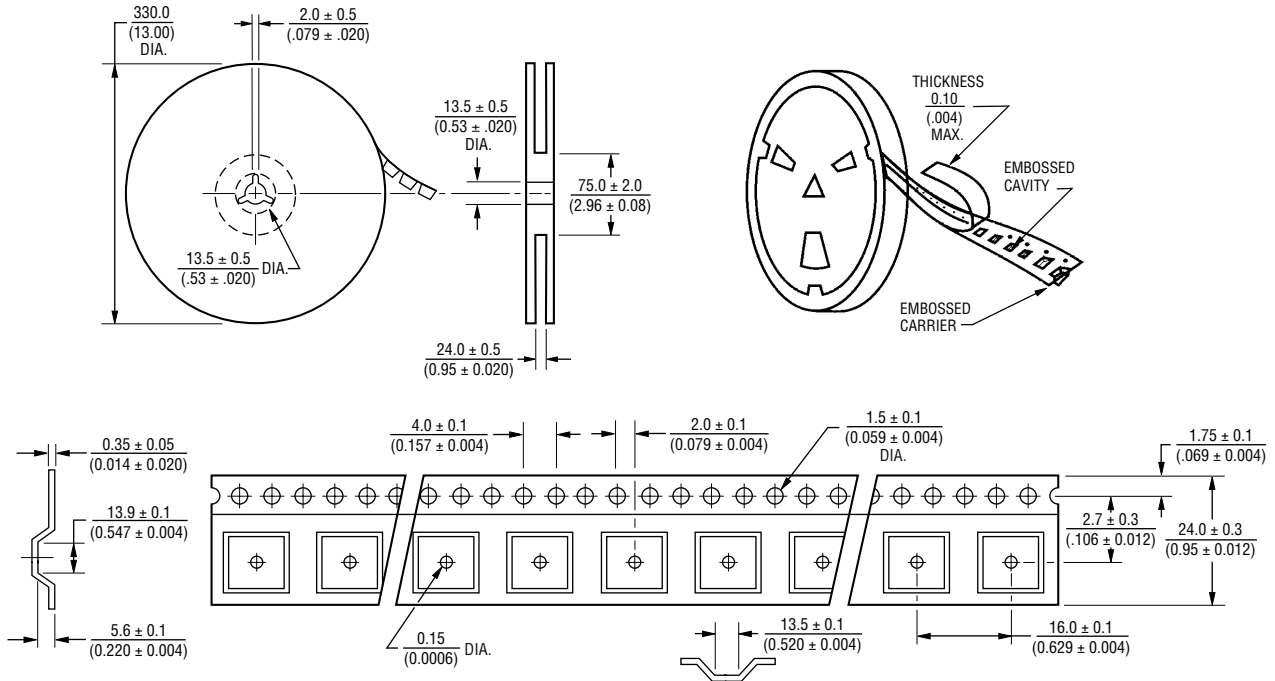 330.0
(13.00)
DIA.
2.0 ± 0.5
(.079 ± .020)
13.5 ± 0.5
(0.53 ± .020)
DIA.
75.0 ± 2.0
(2.96 ± 0.08)
13.5 ± 0.5
(.53 ± .020)
DIA.
24.0 ± 0.5
(0.95 ± 0.020)
THICKNESS
0.10
(.004)
MAX.
EMBOSSED
CAVITY
EMBOSSED
CARRIER
0.35 ± 0.05
(0.014 ± 0.020)
13.9 ± 0.1
(0.547 ± 0.004)
5.6 ± 0.1
(0.220 ± 0.004)
4.0 ± 0.1
(0.157 ± 0.004)
2.0 ± 0.1
(0.079 ± 0.004)
1.5 ± 0.1
(0.059 ± 0.004)
DIA.
1.75 ± 0.1
(.069 ± 0.004)
2.7 ± 0.3
(.106 ± 0.012)
24.0 ± 0.3
(0.95 ± 0.012)
0.15
(0.0006)
DIA.
13.5 ± 0.1
(0.520 ± 0.004)
16.0 ± 0.1
(0.629 ± 0.004)